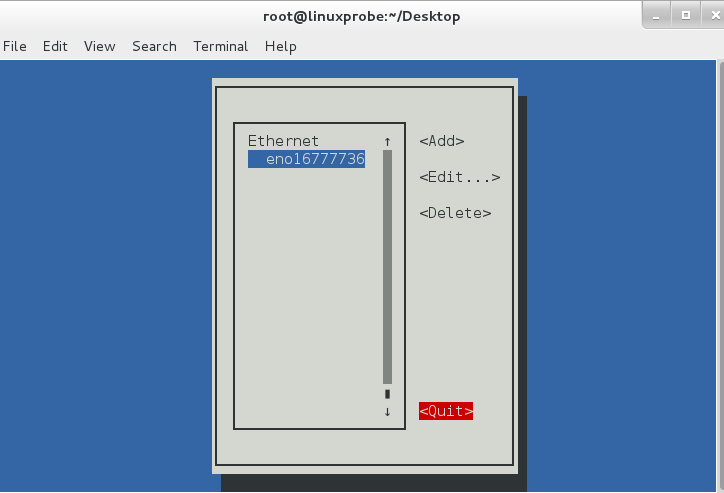 root@linuxprobe:~/Desktop
File Edit View Search Terminal Help
Ethernet ↑ <Add>
eno16777736
<Edit...>
<Delete>
↓ <Quit>